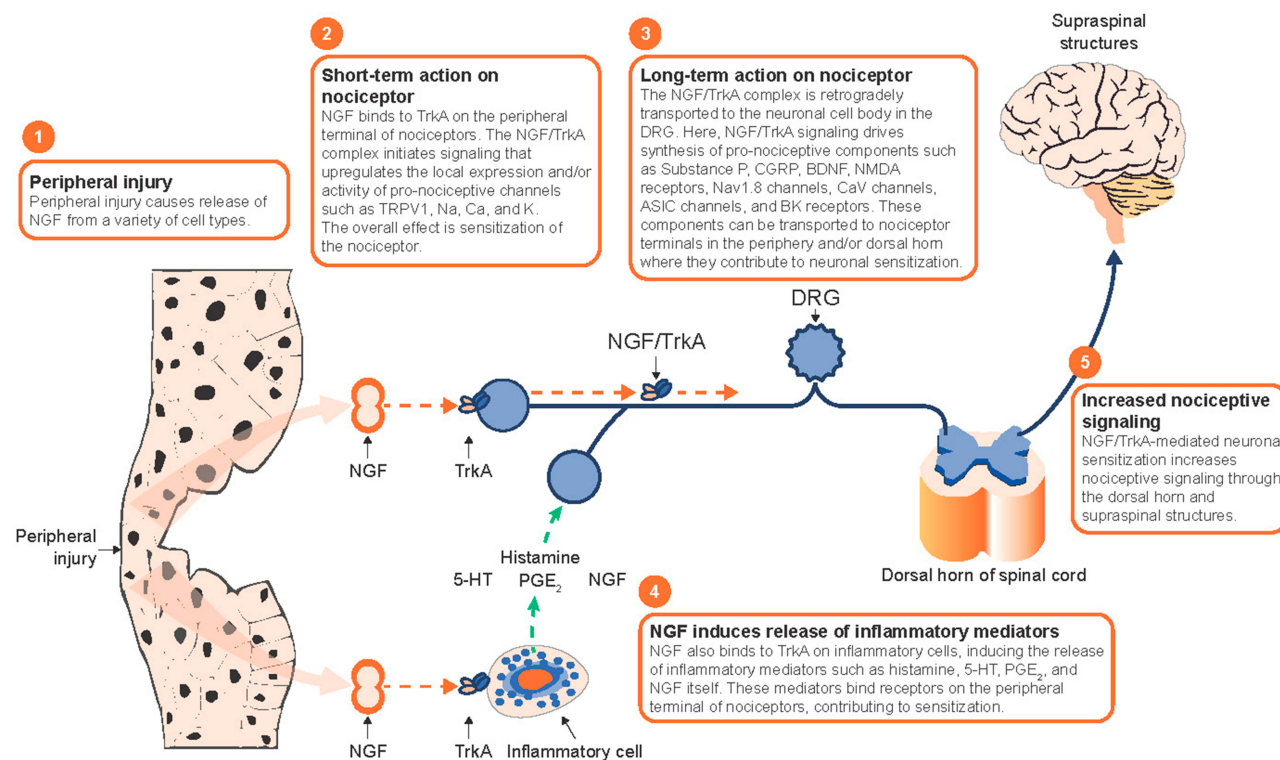 1
Peripheral injury
Peripheral injury causes release of
NGF from a variety of cell types.
2
Short-term action on
nociceptor
NGF binds to TrkA on the peripheral
terminal of nociceptors. The NGF/TrkA
complex initiates signaling that
upregulates the local expression and/or
activity of pro-nociceptive channels
such as TRPV1, Na, Ca, and K.
The overall effect is sensitization of
the nociceptor.
3
Long-term action on nociceptor
The NGF/TrkA complex is retrogradely
transported to the neuronal cell body in the
DRG. Here, NGF/TrkA signaling drives
synthesis of pro-nociceptive components such
as Substance P, CGRP, BDNF, NMDA
receptors, Nav1.8 channels, CaV channels,
ASIC channels, and BK receptors. These
components can be transported to nociceptor
terminals in the periphery and/or dorsal horn
where they contribute to neuronal sensitization.
Supraspinal
structures
DRG
NGF/TrkA
NGF
TrkA
5
Increased nociceptive
signaling
NGF/TrkA-mediated neuronal
sensitization increases
nociceptive signaling through
the dorsal horn and
supraspinal structures.
Peripheral
injury
Histamine
5-HT PGE₂ NGF
Dorsal horn of spinal cord
4
NGF induces release of inflammatory mediators
NGF also binds to TrkA on inflammatory cells, inducing the release
of inflammatory mediators such as histamine, 5-HT, PGE₂, and
NGF itself. These mediators bind receptors on the peripheral
terminal of nociceptors, contributing to sensitization.
NGF
TrkA
Inflammatory cell